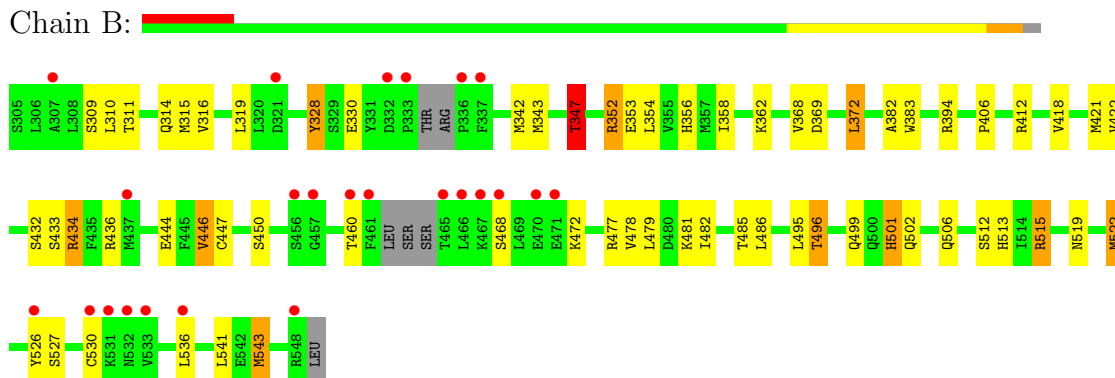 Chain B:
S305 L306 A307 L308 S309 L310 T311 Q314 M315 V316 L319 L320 D321 Y328 S329 E330 Y331 D332 P333 THR ARG P336 F337 M342 M343 T347 R352 E353 L354 V355 H356 M357 I358 K362 V368 D369 L372 A382 W383 R394 P406 R412 V418 M421
S432 S433 R434 F435 R436 M437 E444 F445 V446 C447 S450 S456 G457 T460 F461 LEU SER SER T465 L466 K467 S468 L469 E470 E471 K472 R477 V478 L479 D480 K481 I482 T485 L486 L495 T496 Q499 Q500 H501 Q502 Q506 S512 H513 I514 R515 N519
Y526 S527 C530 K531 N532 V533 L536 L541 E542 M543 R548 LEU